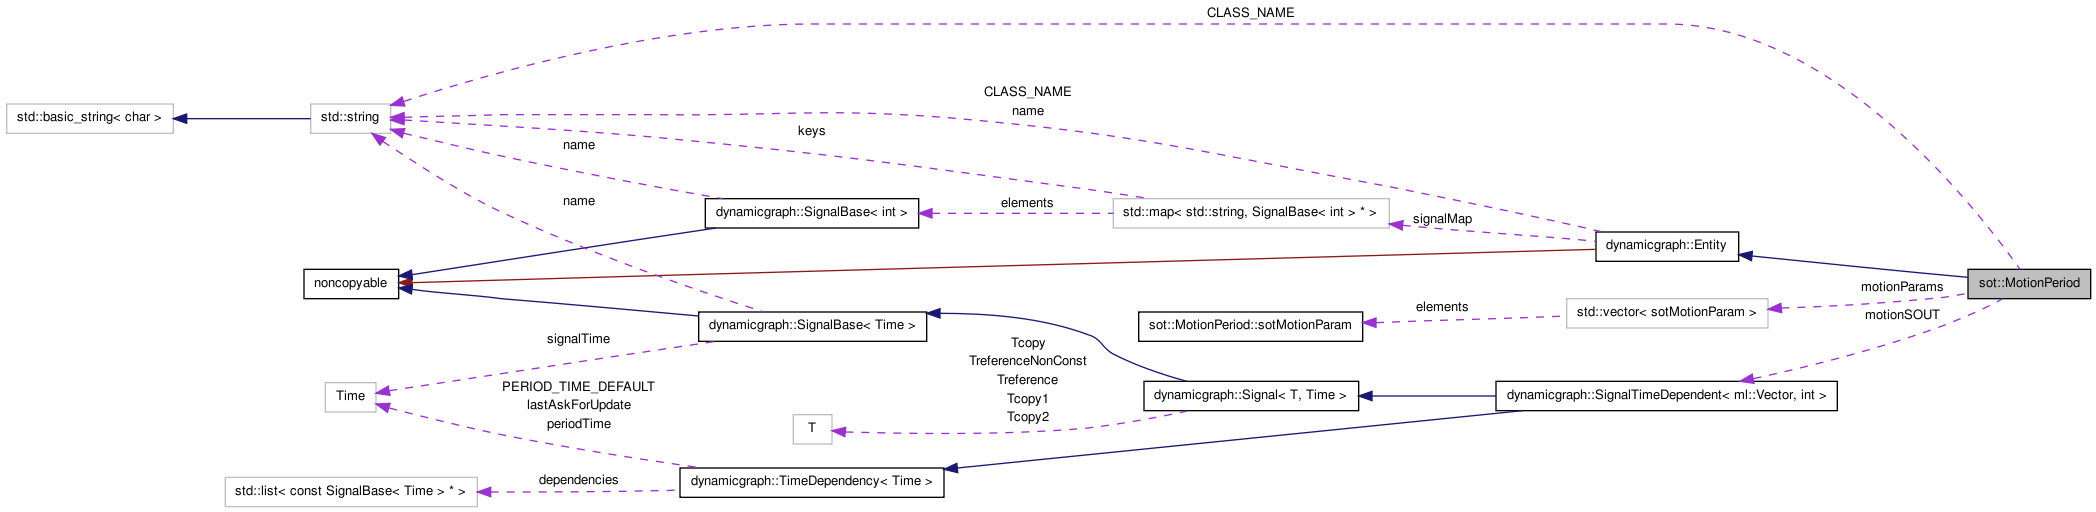 CLASS_NAME
CLASS_NAME
name
std::basic_string< char >
std::string
keys
name
name
elements
dynamicgraph::SignalBase< int >
std::map< std::string, SignalBase< int > * >
signalMap
dynamicgraph::Entity
noncopyable
sot::MotionPeriod
motionParams
elements
std::vector< sotMotionParam >
motionSOUT
dynamicgraph::SignalBase< Time >
sot::MotionPeriod::sotMotionParam
signalTime
Tcopy
TreferenceNonConst
Treference
Tcopy1
Tcopy2
PERIOD_TIME_DEFAULT
lastAskForUpdate
periodTime
Time
dynamicgraph::Signal< T, Time >
dynamicgraph::SignalTimeDependent< ml::Vector, int >
T
dependencies
dynamicgraph::TimeDependency< Time >
std::list< const SignalBase< Time > * >